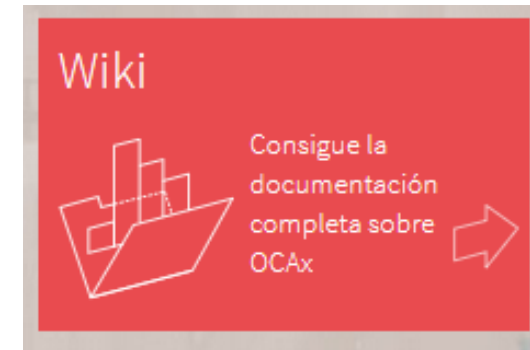 Wiki
Consigue la
documentación
completa sobre
OCAx